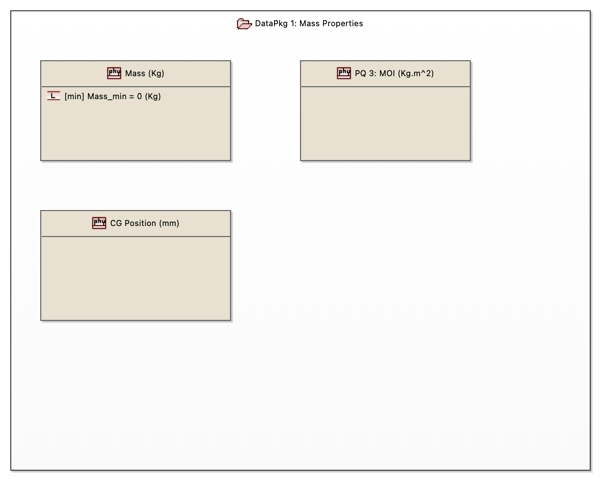 DataPkg 1: Mass Properties
phy Mass (Kg)
L [min] Mass_min = 0 (Kg)
phy PQ 3: MOI (Kg.m^2)
phy CG Position (mm)